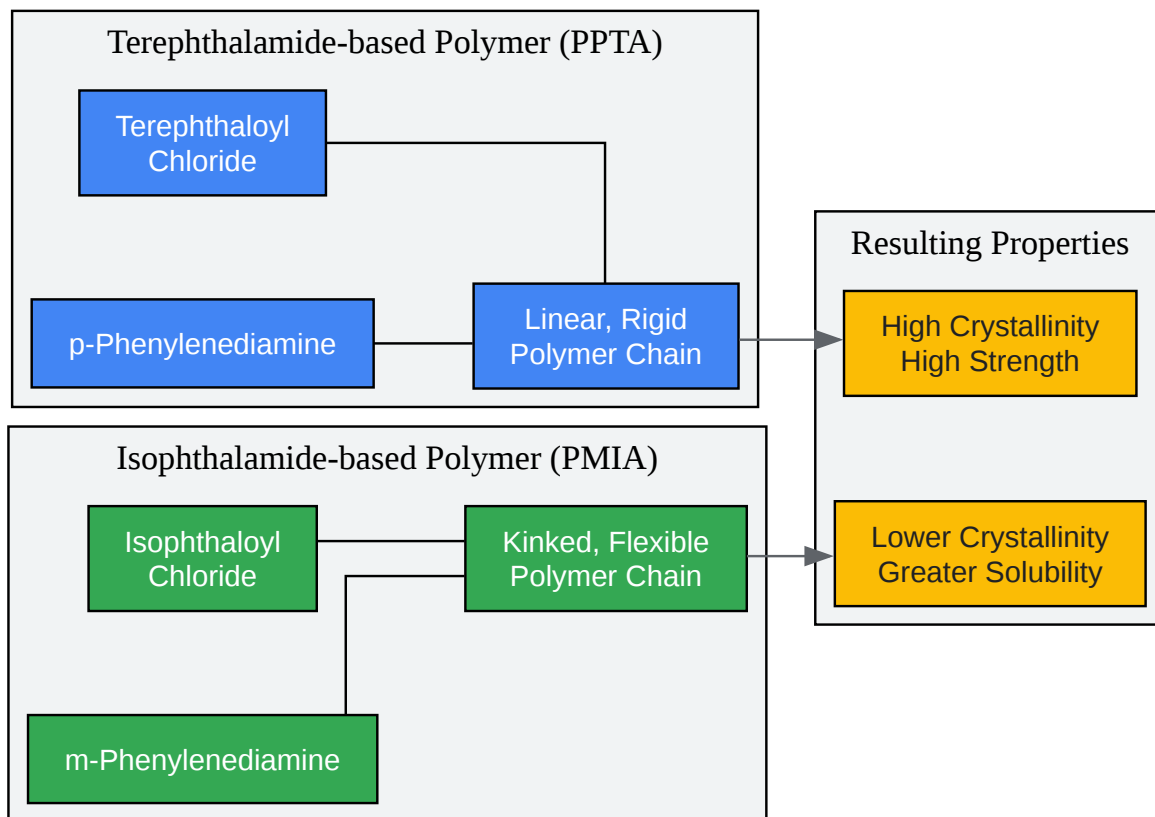 Terephthalamide-based Polymer (PPTA)
Terephthaloyl
Chloride
p-Phenylenediamine
Linear, Rigid
Polymer Chain
Isophthalamide-based Polymer (PMIA)
Isophthaloyl
Chloride
Kinked, Flexible
Polymer Chain
m-Phenylenediamine
Resulting Properties
High Crystallinity
High Strength
Lower Crystallinity
Greater Solubility